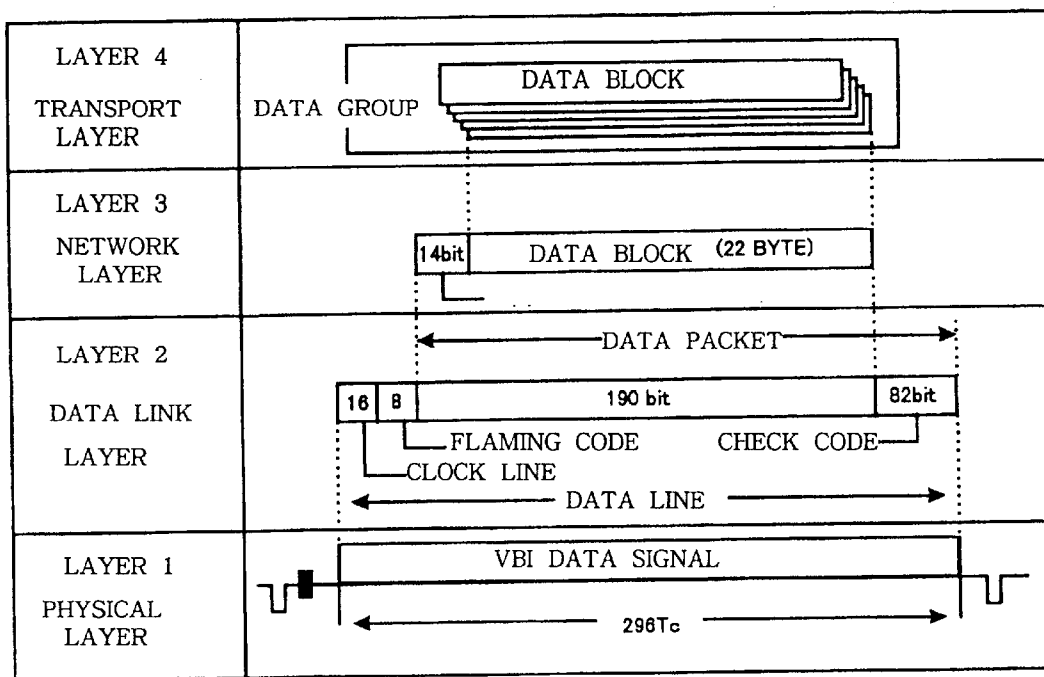 LAYER 4
TRANSPORT
LAYER
DATA GROUP
DATA BLOCK
LAYER 3
NETWORK
LAYER
14bit
DATA BLOCK (22 BYTE)
LAYER 2
DATA LINK
LAYER
DATA PACKET
16
8
190 bit
82bit
FLAMING CODE
CHECK CODE
CLOCK LINE
DATA LINE
LAYER 1
PHYSICAL
LAYER
VBI DATA SIGNAL
296Tc